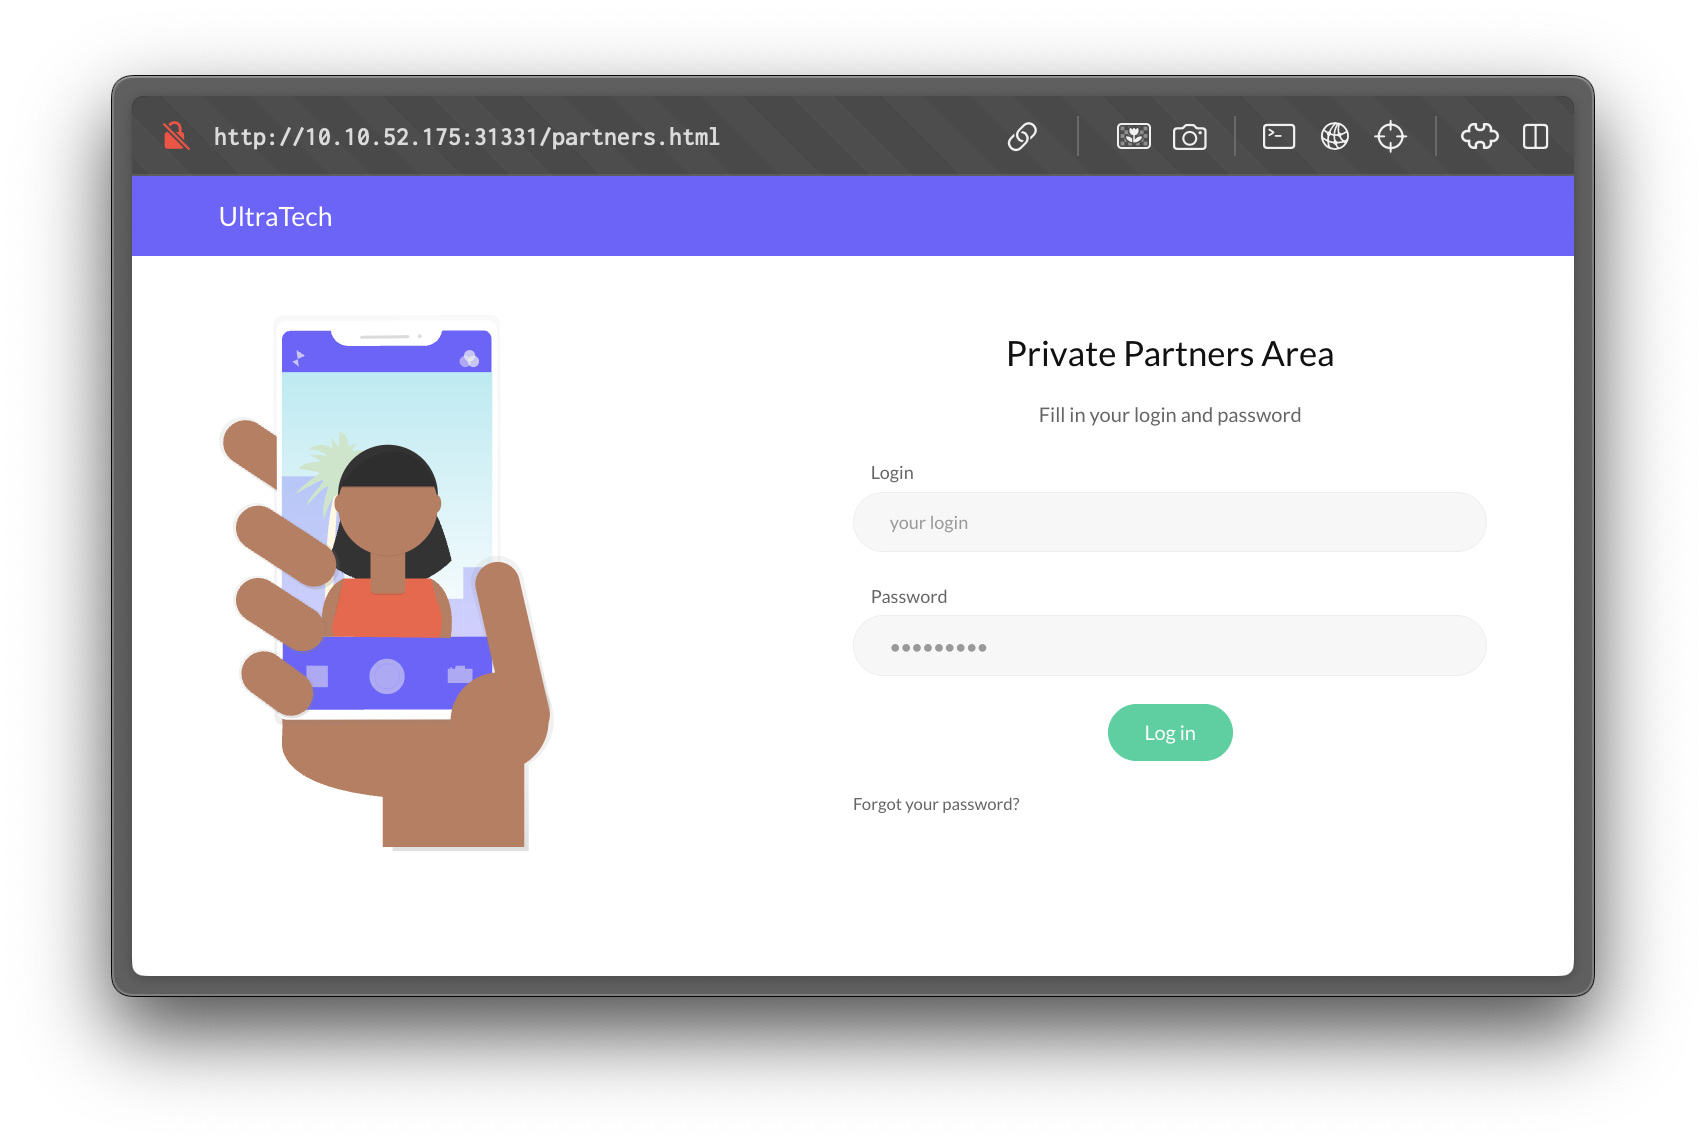 http://10.10.52.175:31331/partners.html
UltraTech
Private Partners Area
Fill in your login and password
Login
your login
Password
•••••••••
Log in
Forgot your password?